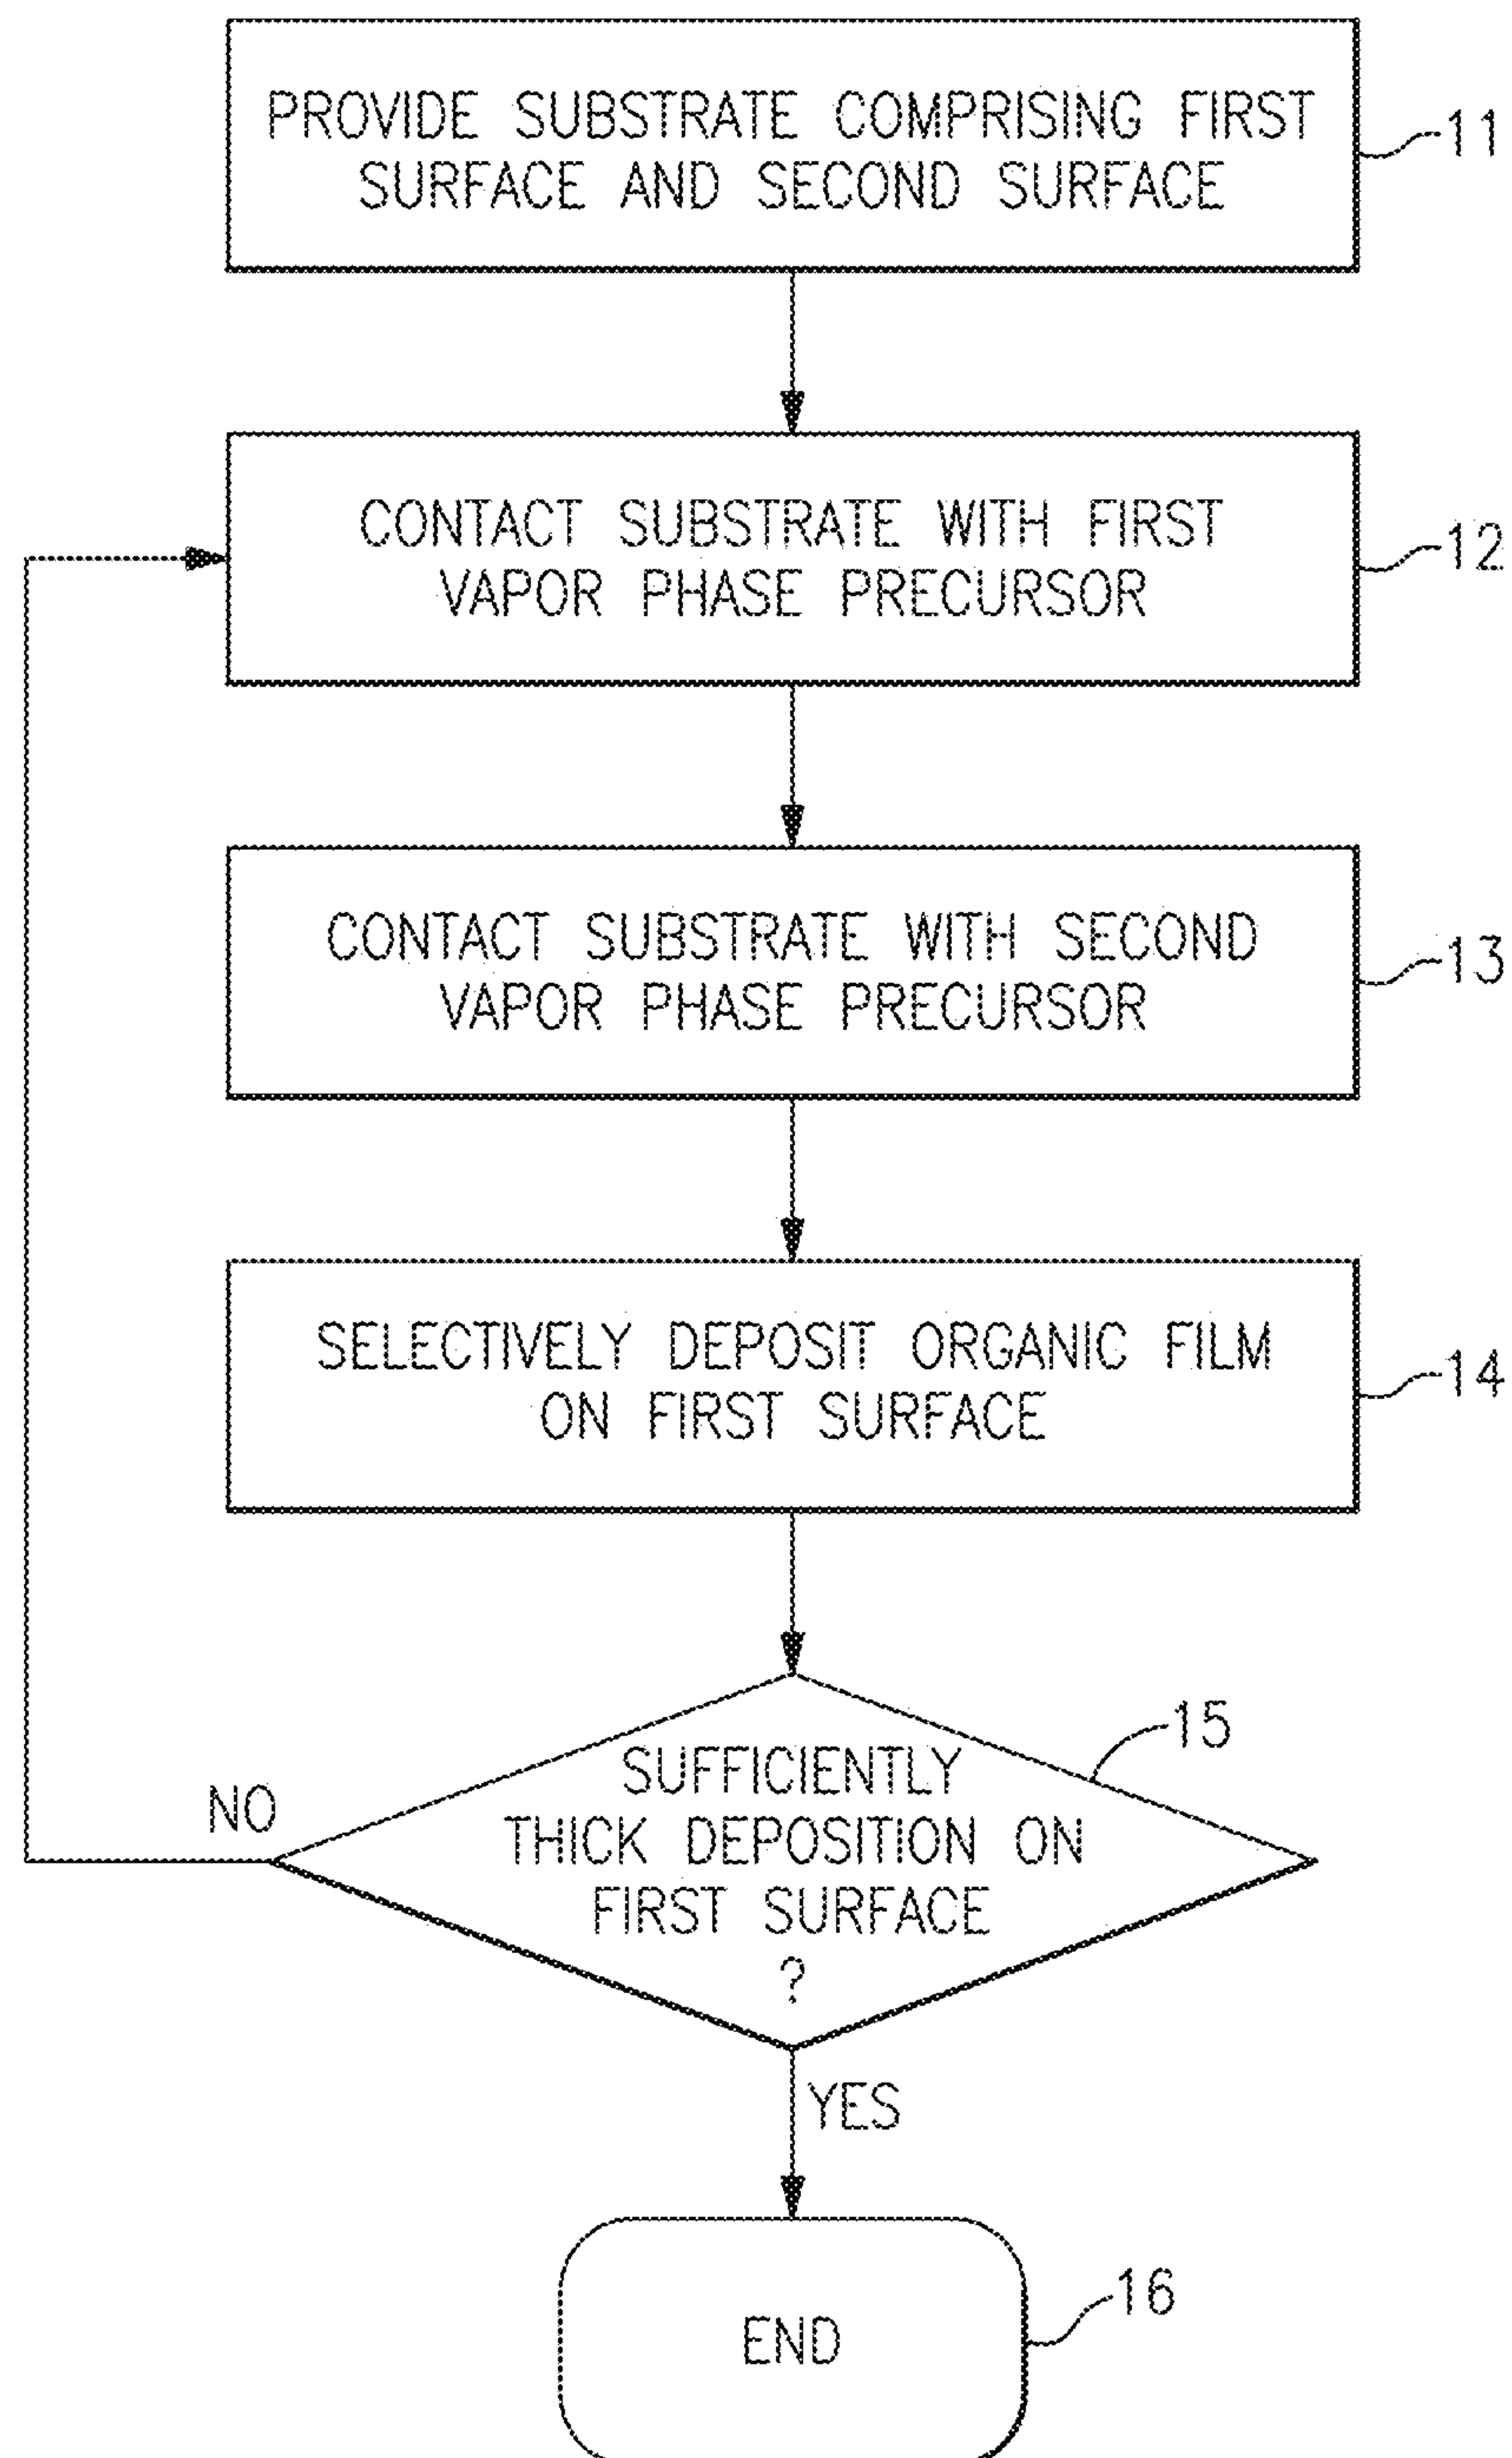 PROVIDE SUBSTRATE COMPRISING FIRST
SURFACE AND SECOND SURFACE
11
CONTACT SUBSTRATE WITH FIRST
VAPOR PHASE PRECURSOR
12
CONTACT SUBSTRATE WITH SECOND
VAPOR PHASE PRECURSOR
13
SELECTIVELY DEPOSIT ORGANIC FILM
ON FIRST SURFACE
14
15
SUFFICIENTLY
THICK DEPOSITION ON
FIRST SURFACE
?
NO
YES
END
16